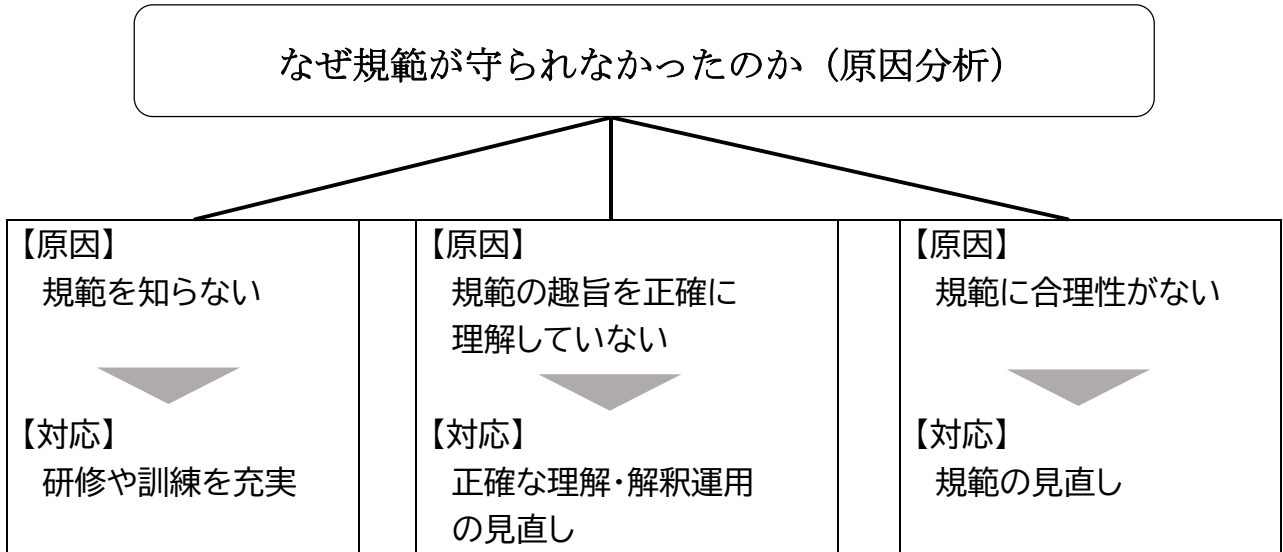 なぜ規範が守られなかったのか（原因分析）
【原因】
規範を知らない
【対応】
研修や訓練を充実
【原因】
規範の趣旨を正確に
理解していない
【対応】
正確な理解・解釈運用
の見直し
【原因】
規範に合理性がない
【対応】
規範の見直し